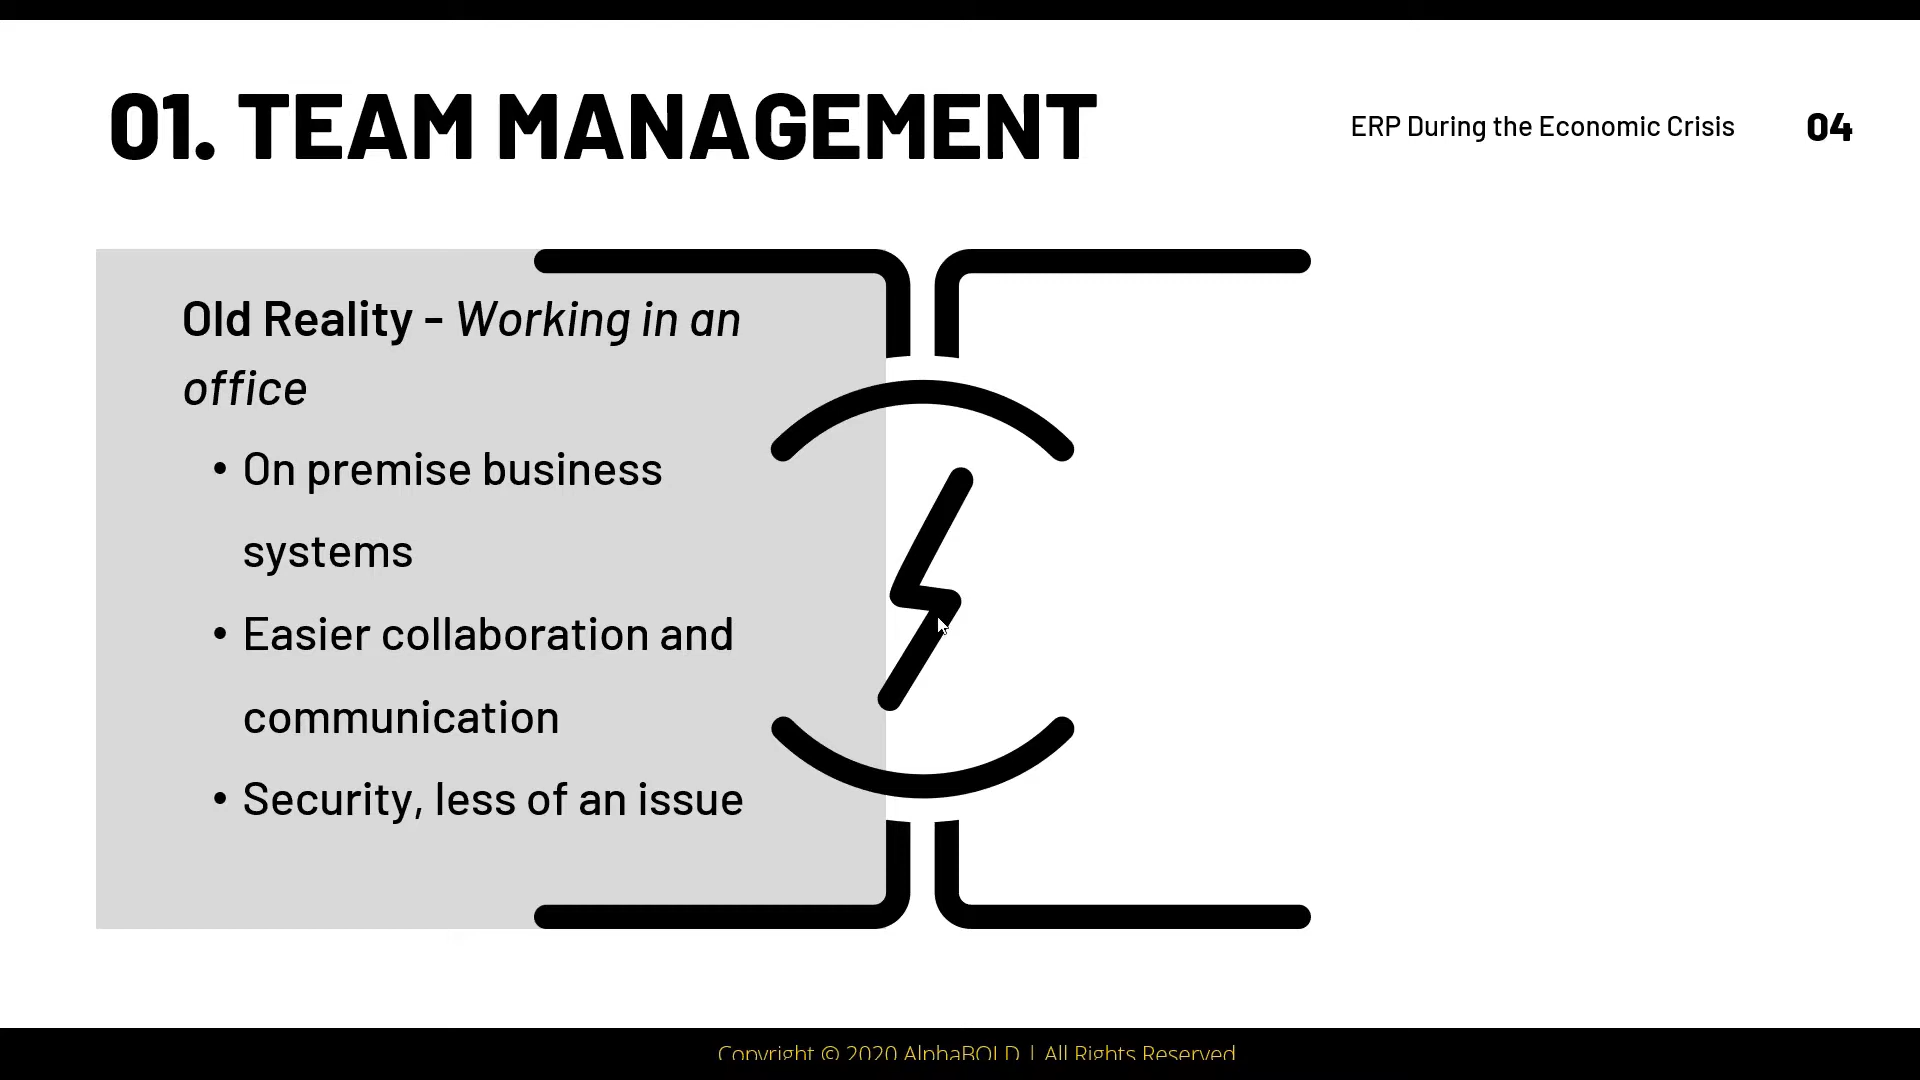 01. TEAM MANAGEMENT
ERP During the Economic Crisis
04
Old Reality - Working in an
office
• On premise business
systems
• Easier collaboration and
communication
• Security, less of an issue
Copyright © 2020 AlphaBOLD | All Rights Reserved